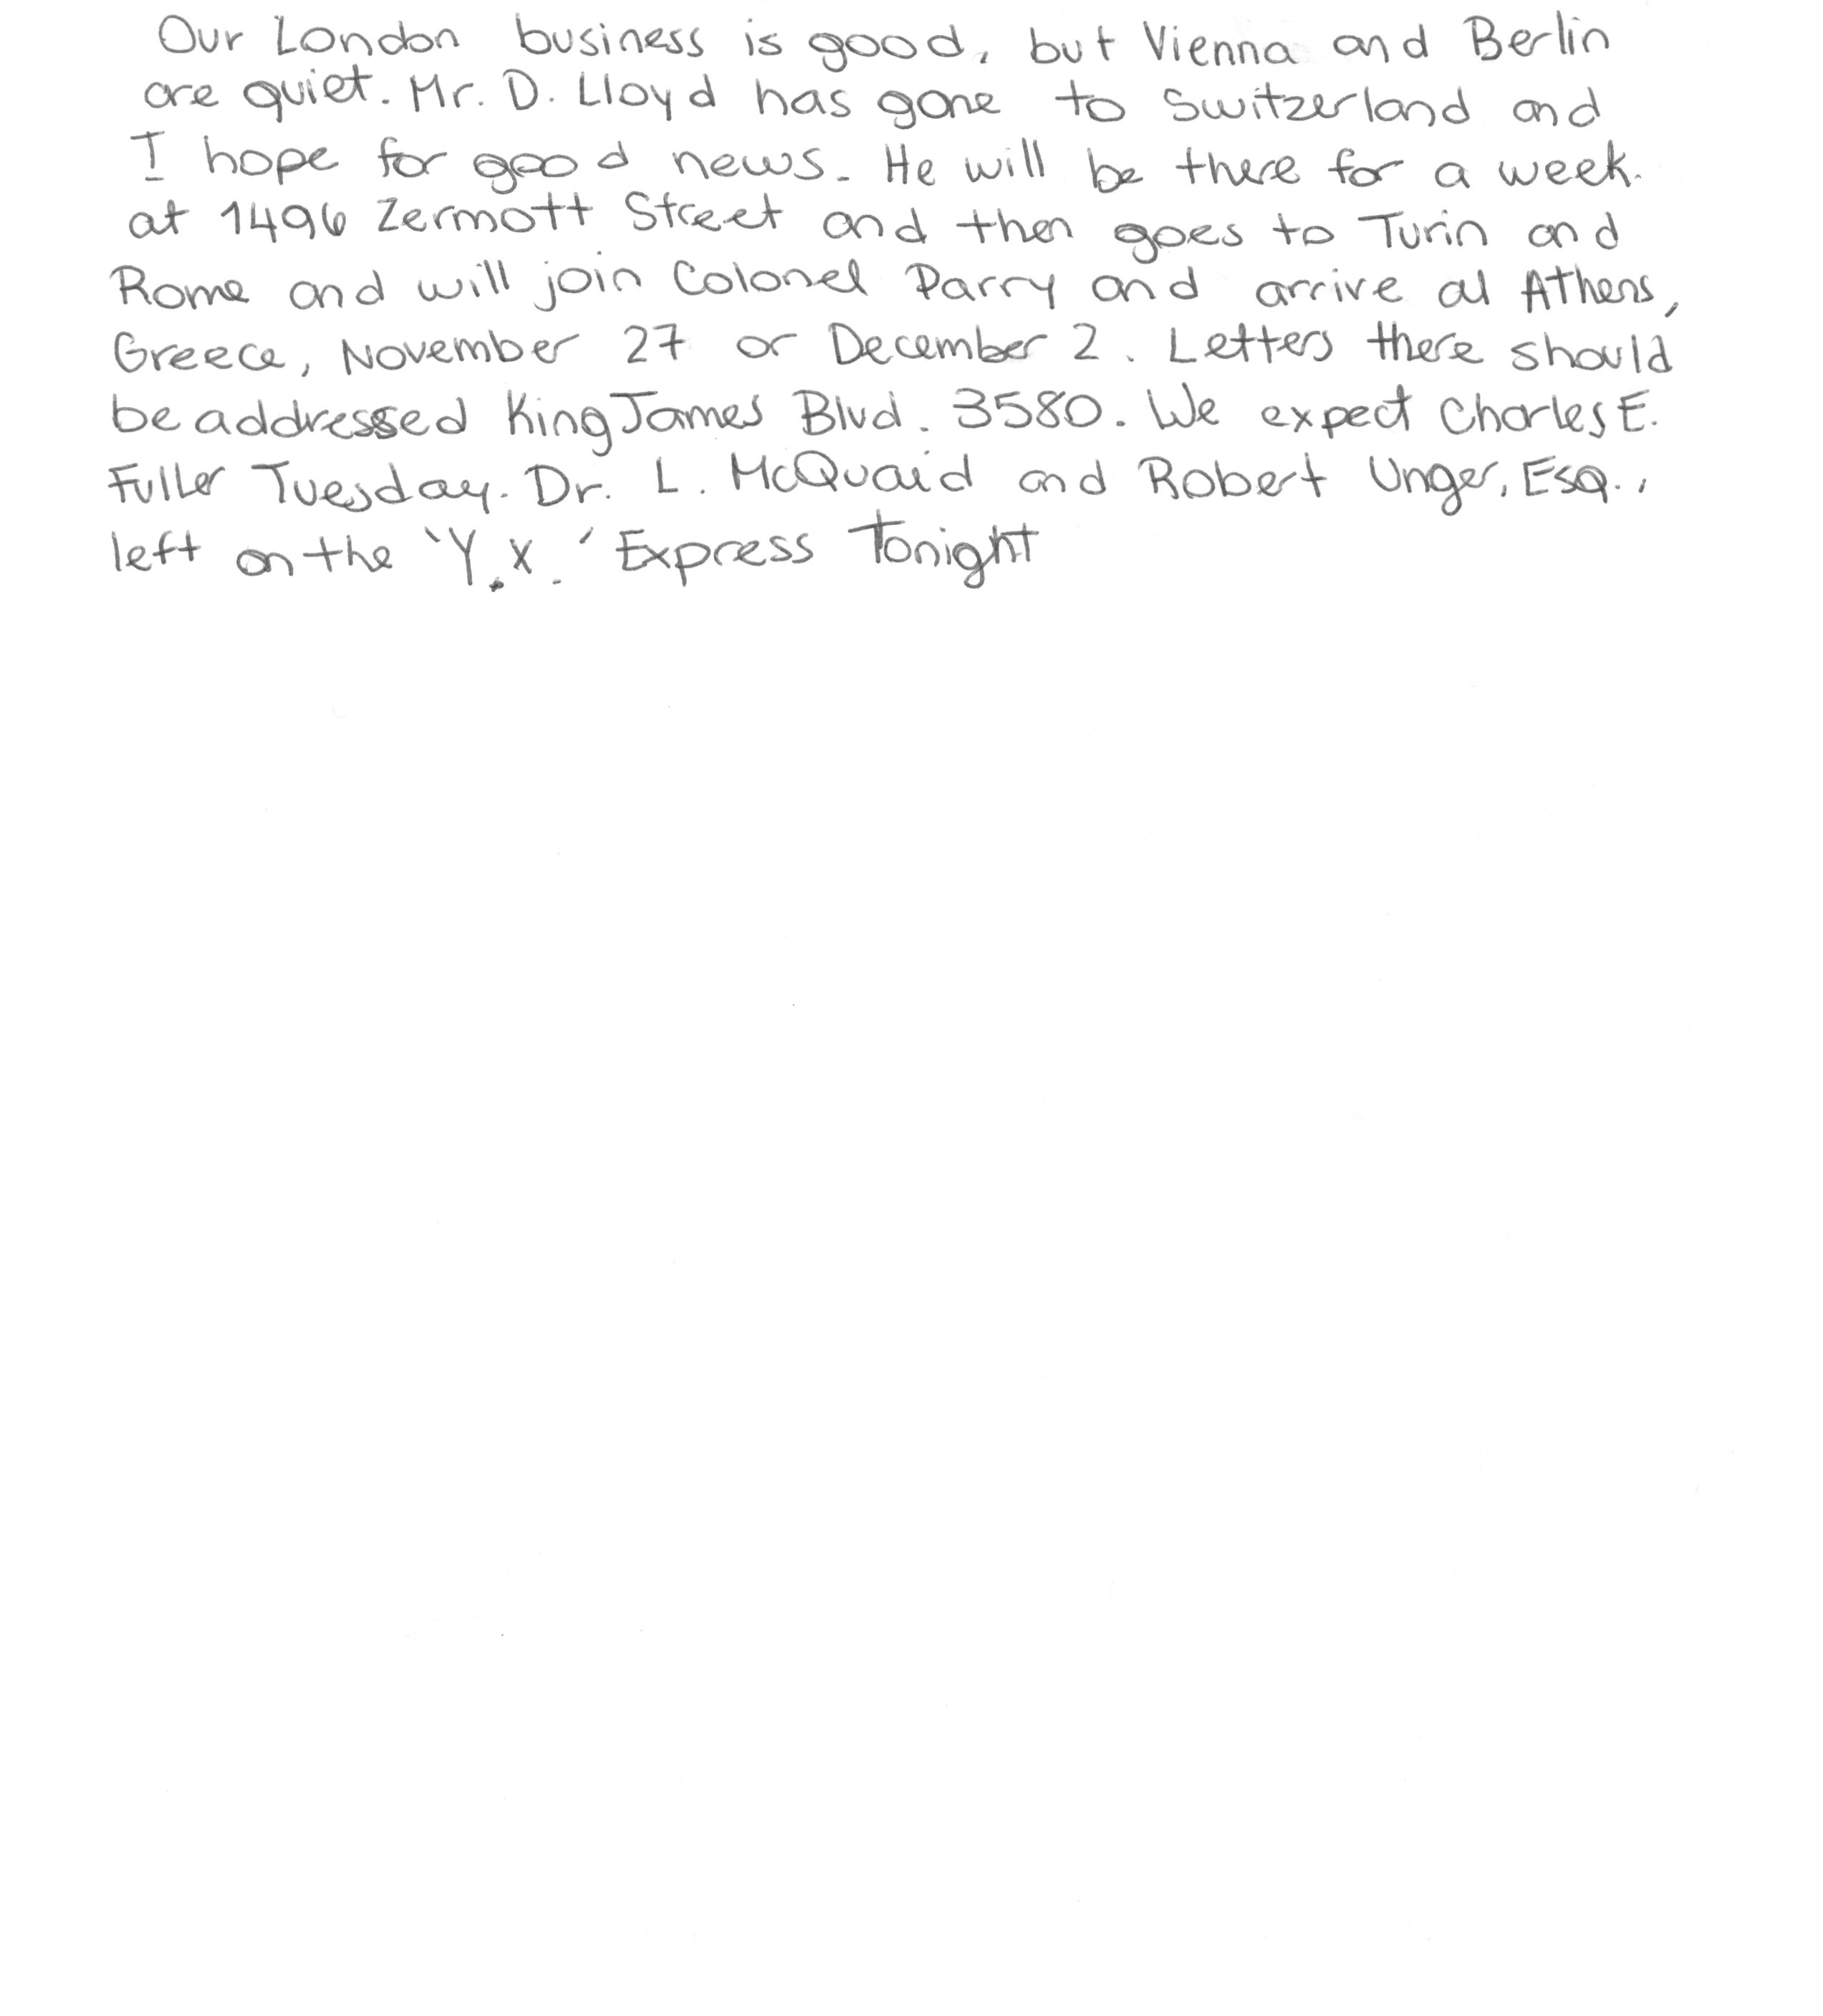 Our London business is good, but Vienna and Berlin
are quiet. Mr. D. Lloyd has gone to Switzerland and
I hope for good news. He will be there for a week.
at 1496 Zermott Street and then goes to Turin and
Rome and will join Colonel Parry and arrive at Athens,
Greece, November 27 or December 2. Letters there should
be addressed King James Blvd. 3580. We expect Charles E.
Fuller Tuesday. Dr. L. McQuaid and Robert Unger, Esq.,
left on the 'Y.X.' Express Tonight